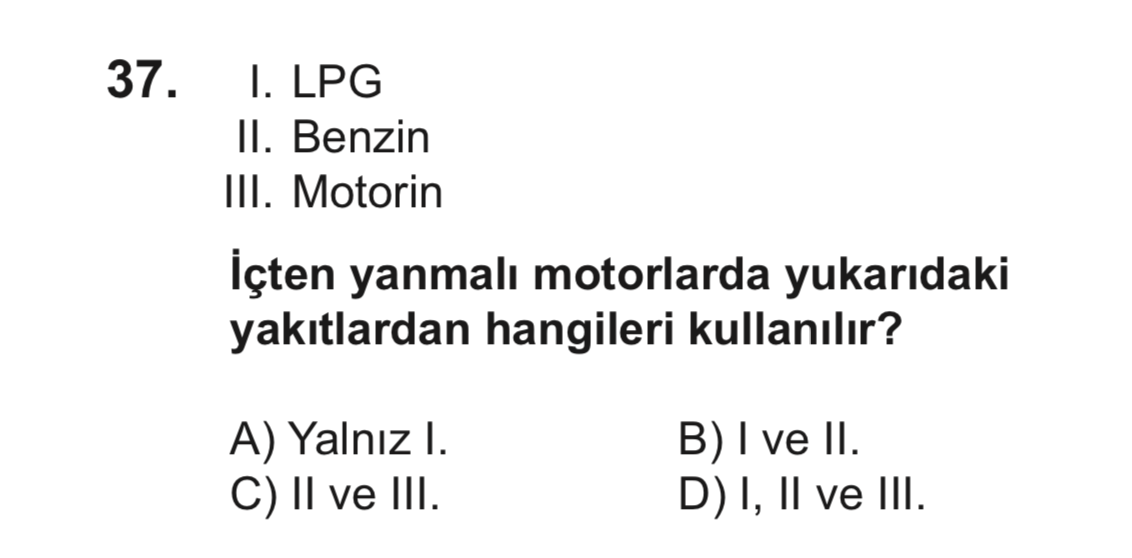 37. I. LPG
II. Benzin
III. Motorin
İçten yanmalı motorlarda yukarıdaki
yakıtlardan hangileri kullanılır?
A) Yalnız I. B) I ve II.
C) II ve III. D) I, II ve III.